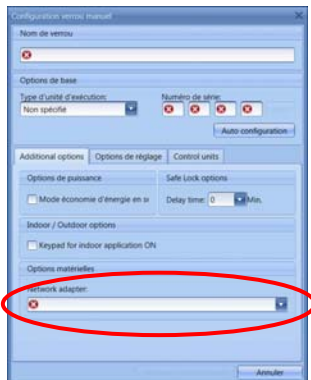 Configuration verrou manuel
Nom de verrou
Options de base
Type d'unité d'exécution:
Numéro de série:
Non spécifié
Auto configuration
Additional options
Options de réglage
Control units
Options de puissance
Safe Lock options
Mode économie d'énergie en se
Delay time: 0 Min.
Indoor / Outdoor options
Keypad for indoor application ON
Options matérielles
Network adapter:
Annuler